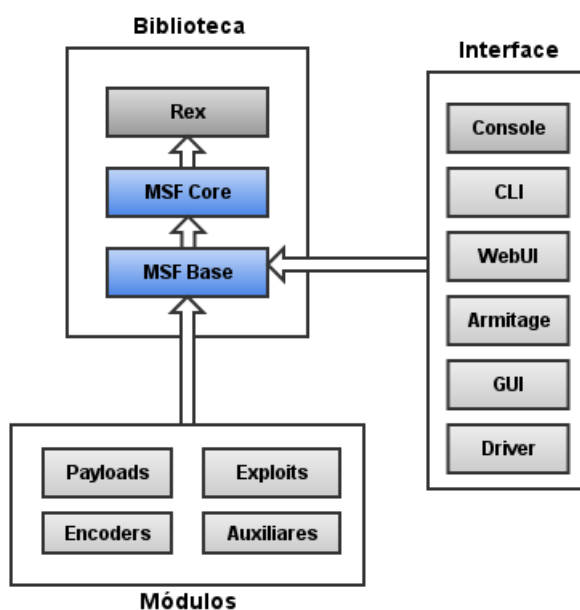 Biblioteca
Rex
MSF Core
MSF Base
Interface
Console
CLI
WebUI
Armitage
GUI
Driver
Payloads
Exploits
Encoders
Auxiliares
Módulos